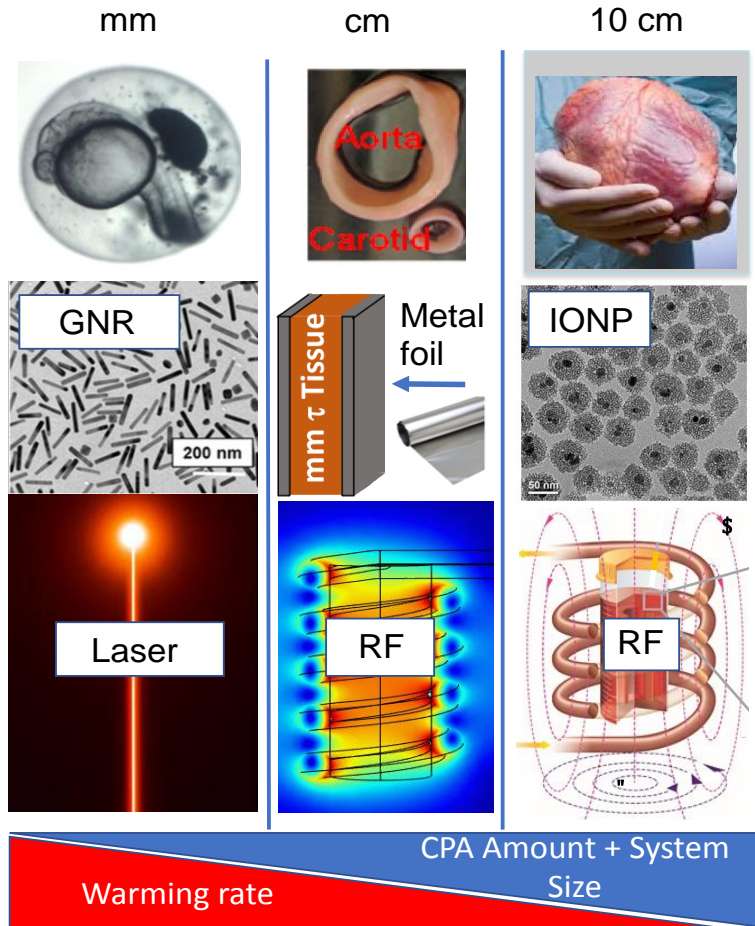 mm
cm
10 cm
Aorta
Carotid
GNR
200 nm
mm τ Tissue
Metal
foil
IONP
50 nm
Laser
RF
RF
$
"
CPA Amount + System
Size
Warming rate